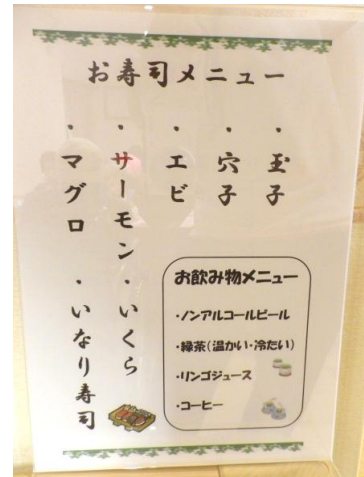 お寿司メニュー
・玉子
・穴子
・エビ
・サーモン・いくら
・マグロ・いなり寿司
お飲み物メニュー
・ノンアルコールビール
・緑茶(温かい・冷たい)
・リンゴジュース
・コーヒー